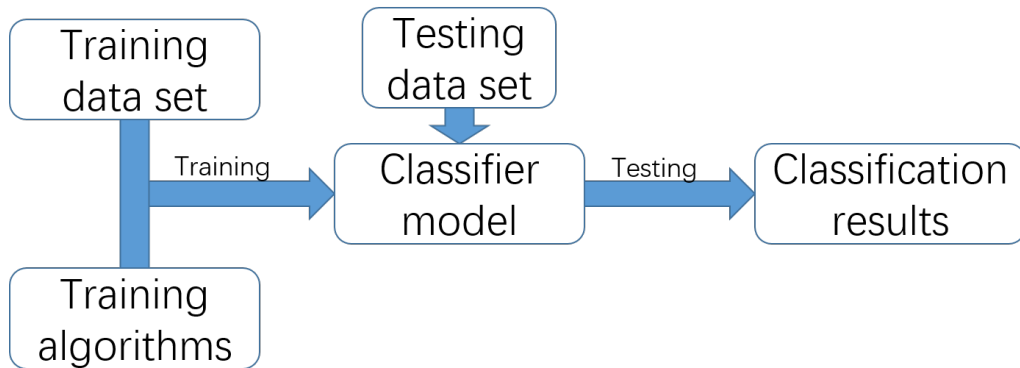 Training
data set
Testing
data set
Training
Classifier
model
Testing
Classification
results
Training
algorithms